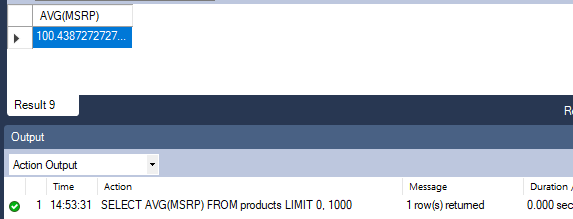 AVG(MSRP)
100.4387272727...
Result 9
Output
Action Output
Time Action Message Duration /
1 14:53:31 SELECT AVG(MSRP) FROM products LIMIT 0, 1000 1 row(s) returned 0.000 sec